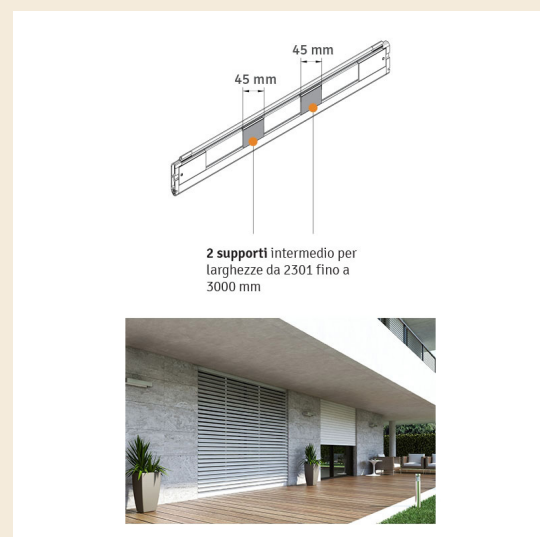 45 mm
45 mm
2 supporti intermedio per
larghezze da 2301 fino a
3000 mm